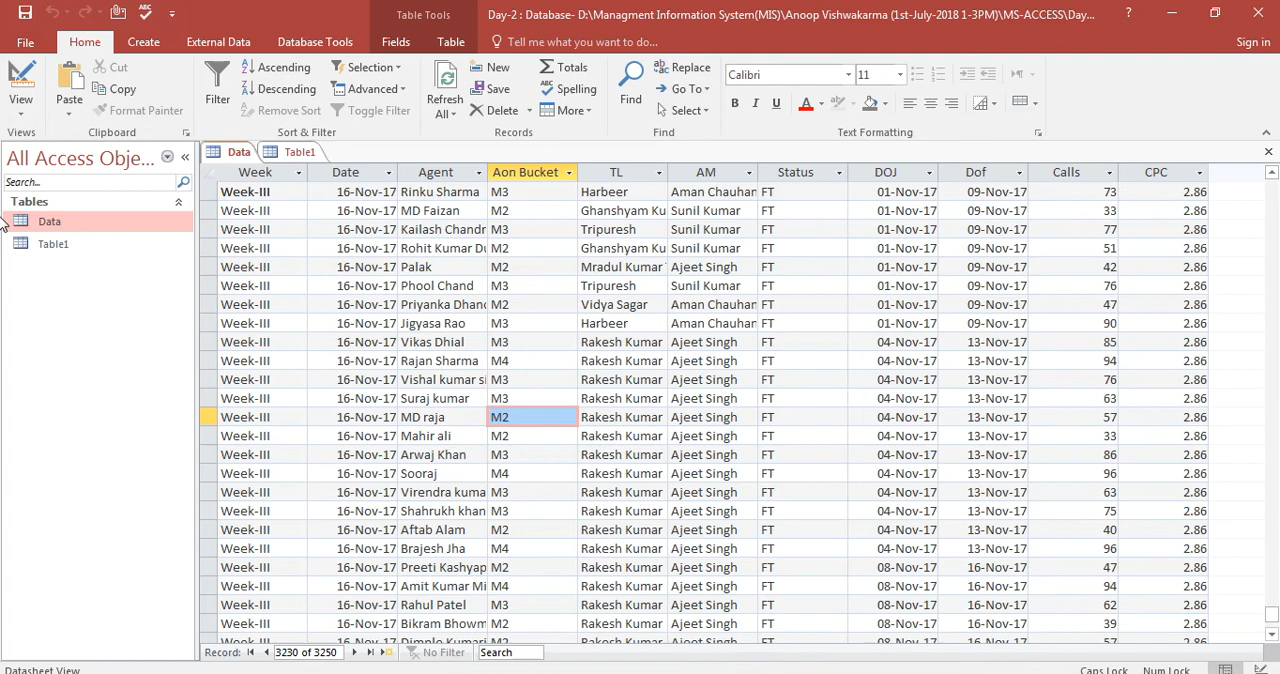 Table Tools
Day-2 : Database- D:\Managment Information System(MIS)\Anoop Vishwakarma (1st-July-2018 1-3PM)\MS-ACCESS\Day...
?
File Home Create External Data Database Tools Fields Table Tell me what you want to do... Sign in
View
Views
Paste
Cut
Copy
Format Painter
Clipboard
Filter
Ascending
Descending
Remove Sort
Selection
Advanced
Toggle Filter
Sort & Filter
Refresh
All
New
Save
Delete
Totals
Spelling
More
Records
Find
Replace
Go To
Select
Find
Calibri 11
B I U A
Text Formatting
All Access Obje...
Search...
Tables
Data
Table1
Data Table1
Week Date Agent Aon Bucket TL AM Status DOJ Dof Calls CPC
Week-III 16-Nov-17 Rinku Sharma M3 Harbeer Aman Chauhan FT 01-Nov-17 09-Nov-17 73 2.86
Week-III 16-Nov-17 MD Faizan M2 Ghanshyam Ku Sunil Kumar FT 01-Nov-17 09-Nov-17 33 2.86
Week-III 16-Nov-17 Kailash Chandr M3 Tripuresh Sunil Kumar FT 01-Nov-17 09-Nov-17 77 2.86
Week-III 16-Nov-17 Rohit Kumar Du M2 Ghanshyam Ku Sunil Kumar FT 01-Nov-17 09-Nov-17 51 2.86
Week-III 16-Nov-17 Palak M2 Mradul Kumar Ajeet Singh FT 01-Nov-17 09-Nov-17 42 2.86
Week-III 16-Nov-17 Phool Chand M3 Tripuresh Sunil Kumar FT 01-Nov-17 09-Nov-17 76 2.86
Week-III 16-Nov-17 Priyanka Dhand M2 Vidya Sagar Aman Chauhan FT 01-Nov-17 09-Nov-17 47 2.86
Week-III 16-Nov-17 Jigyasa Rao M3 Harbeer Aman Chauhan FT 01-Nov-17 09-Nov-17 90 2.86
Week-III 16-Nov-17 Vikas Dhial M3 Rakesh Kumar Ajeet Singh FT 04-Nov-17 13-Nov-17 85 2.86
Week-III 16-Nov-17 Rajan Sharma M4 Rakesh Kumar Ajeet Singh FT 04-Nov-17 13-Nov-17 94 2.86
Week-III 16-Nov-17 Vishal kumar si M3 Rakesh Kumar Ajeet Singh FT 04-Nov-17 13-Nov-17 76 2.86
Week-III 16-Nov-17 Suraj kumar M3 Rakesh Kumar Ajeet Singh FT 04-Nov-17 13-Nov-17 63 2.86
Week-III 16-Nov-17 MD raja M2 Rakesh Kumar Ajeet Singh FT 04-Nov-17 13-Nov-17 57 2.86
Week-III 16-Nov-17 Mahir ali M2 Rakesh Kumar Ajeet Singh FT 04-Nov-17 13-Nov-17 33 2.86
Week-III 16-Nov-17 Arwaj Khan M3 Rakesh Kumar Ajeet Singh FT 04-Nov-17 13-Nov-17 86 2.86
Week-III 16-Nov-17 Sooraj M4 Rakesh Kumar Ajeet Singh FT 04-Nov-17 13-Nov-17 96 2.86
Week-III 16-Nov-17 Virendra kuma M3 Rakesh Kumar Ajeet Singh FT 04-Nov-17 13-Nov-17 63 2.86
Week-III 16-Nov-17 Shahrukh khan M3 Rakesh Kumar Ajeet Singh FT 04-Nov-17 13-Nov-17 75 2.86
Week-III 16-Nov-17 Aftab Alam M2 Rakesh Kumar Ajeet Singh FT 04-Nov-17 13-Nov-17 40 2.86
Week-III 16-Nov-17 Brajesh Jha M4 Rakesh Kumar Ajeet Singh FT 04-Nov-17 13-Nov-17 96 2.86
Week-III 16-Nov-17 Preeti Kashyap M2 Rakesh Kumar Ajeet Singh FT 08-Nov-17 16-Nov-17 47 2.86
Week-III 16-Nov-17 Amit Kumar Mi M4 Rakesh Kumar Ajeet Singh FT 08-Nov-17 16-Nov-17 94 2.86
Week-III 16-Nov-17 Rahul Patel M3 Rakesh Kumar Ajeet Singh FT 08-Nov-17 16-Nov-17 62 2.86
Week-III 16-Nov-17 Bikram Bhowm M2 Rakesh Kumar Ajeet Singh FT 08-Nov-17 16-Nov-17 39 2.86
Week-III 16-Nov-17 Dimple Kumari M2 Rakesh Kumar Ajeet Singh FT 08-Nov-17 16-Nov-17 57 2.86
Record: 3230 of 3250 No Filter Search
Datasheet View Caps Lock Num Lock